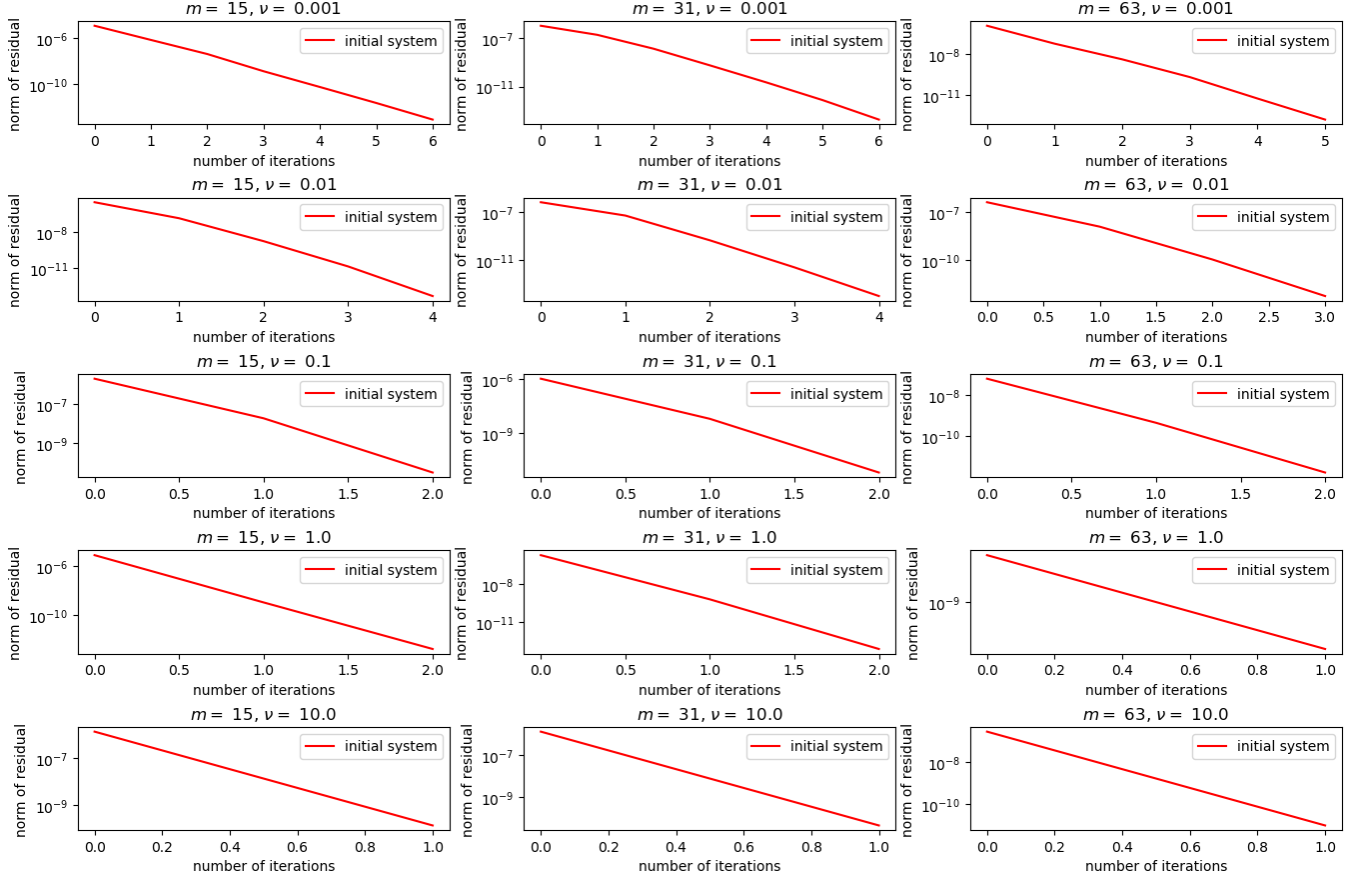 m = 15, ν = 0.001
norm of residual
10⁻⁶
10⁻¹⁰
initial system
0 1 2 3 4 5 6
number of iterations
m = 31, ν = 0.001
norm of residual
10⁻⁷
10⁻¹¹
initial system
0 1 2 3 4 5 6
number of iterations
m = 63, ν = 0.001
norm of residual
10⁻⁸
10⁻¹¹
initial system
0 1 2 3 4 5
number of iterations
m = 15, ν = 0.01
norm of residual
10⁻⁸
10⁻¹¹
initial system
0 1 2 3 4
number of iterations
m = 31, ν = 0.01
norm of residual
10⁻⁷
10⁻¹¹
initial system
0 1 2 3 4
number of iterations
m = 63, ν = 0.01
norm of residual
10⁻⁷
10⁻¹⁰
initial system
0.0 0.5 1.0 1.5 2.0 2.5 3.0
number of iterations
m = 15, ν = 0.1
norm of residual
10⁻⁷
10⁻⁹
initial system
0.0 0.5 1.0 1.5 2.0
number of iterations
m = 31, ν = 0.1
norm of residual
10⁻⁶
10⁻⁹
initial system
0.0 0.5 1.0 1.5 2.0
number of iterations
m = 63, ν = 0.1
norm of residual
10⁻⁸
10⁻¹⁰
initial system
0.0 0.5 1.0 1.5 2.0
number of iterations
m = 15, ν = 1.0
norm of residual
10⁻⁶
10⁻¹⁰
initial system
0.0 0.5 1.0 1.5 2.0
number of iterations
m = 31, ν = 1.0
norm of residual
10⁻⁸
10⁻¹¹
initial system
0.0 0.5 1.0 1.5 2.0
number of iterations
m = 63, ν = 1.0
norm of residual
10⁻⁹
initial system
0.0 0.2 0.4 0.6 0.8 1.0
number of iterations
m = 15, ν = 10.0
norm of residual
10⁻⁷
10⁻⁹
initial system
0.0 0.2 0.4 0.6 0.8 1.0
number of iterations
m = 31, ν = 10.0
norm of residual
10⁻⁷
10⁻⁹
initial system
0.0 0.2 0.4 0.6 0.8 1.0
number of iterations
m = 63, ν = 10.0
norm of residual
10⁻⁸
10⁻¹⁰
initial system
0.0 0.2 0.4 0.6 0.8 1.0
number of iterations